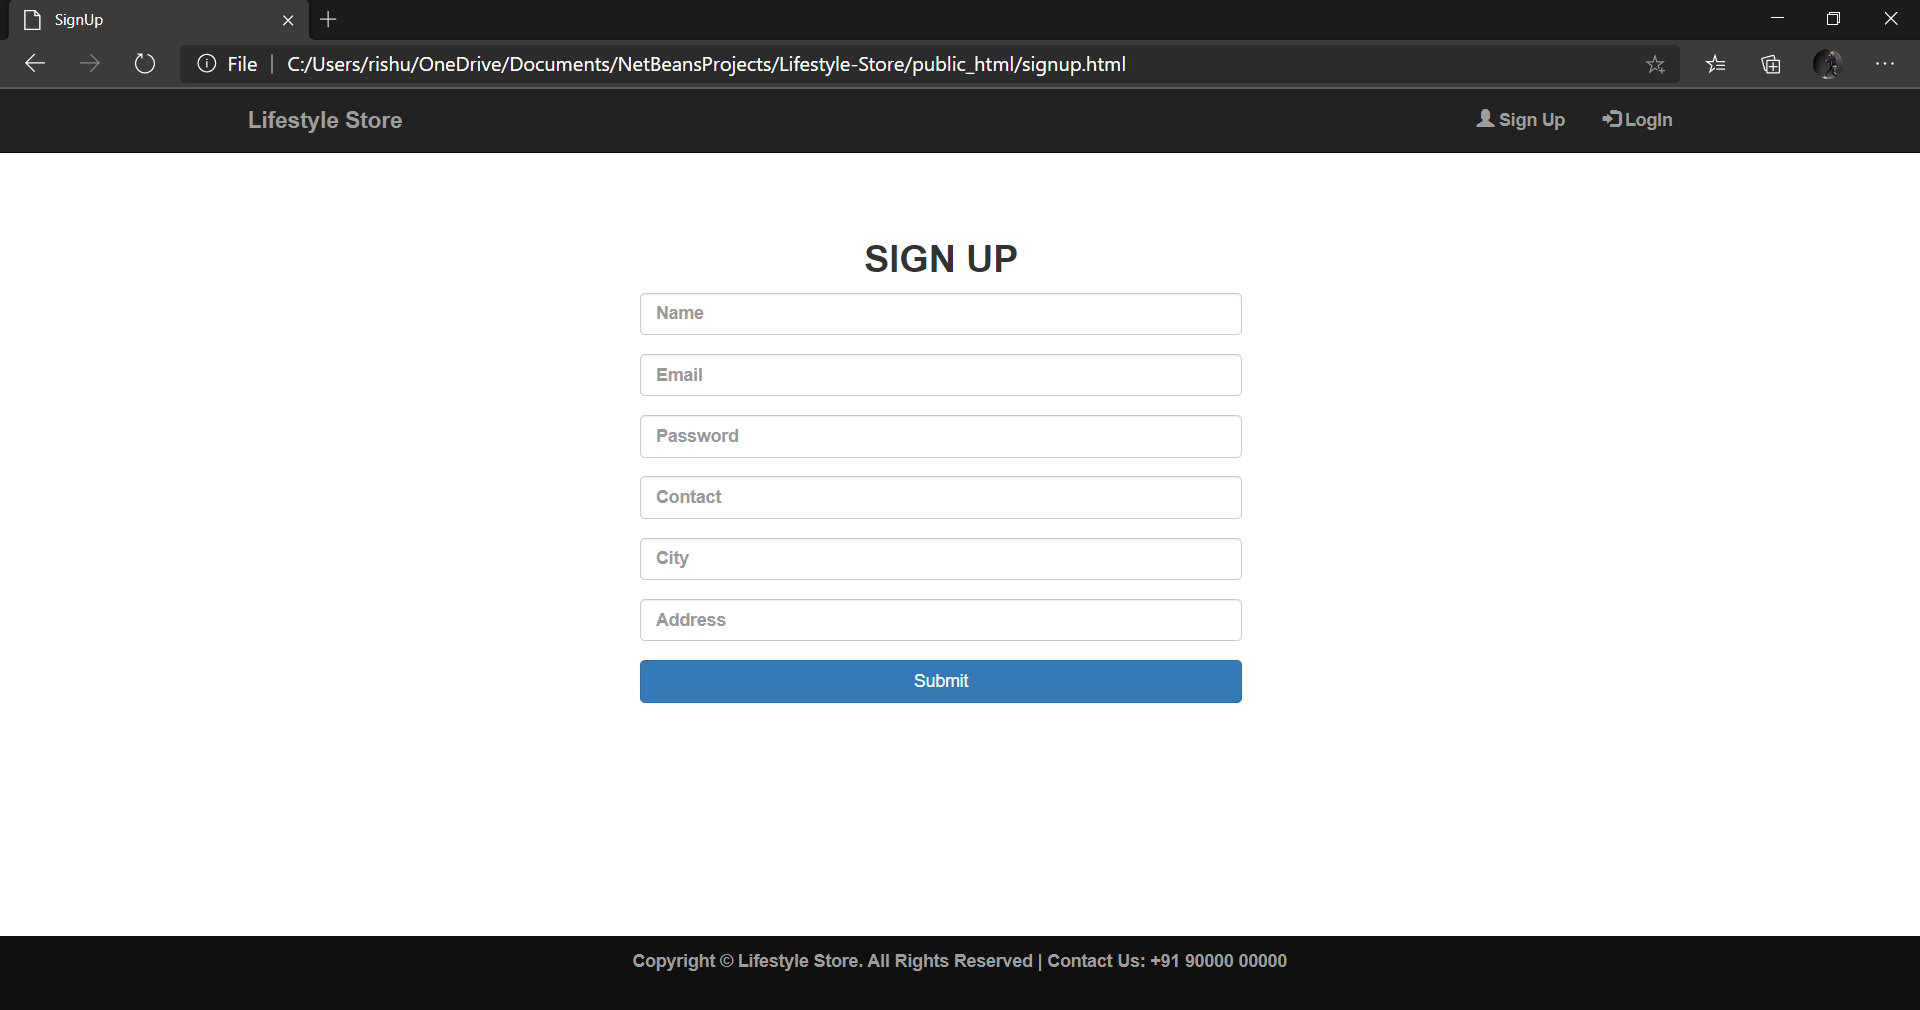 SignUp
File | C:/Users/rishu/OneDrive/Documents/NetBeansProjects/Lifestyle-Store/public_html/signup.html
Lifestyle Store Sign Up LogIn
SIGN UP
Name
Email
Password
Contact
City
Address
Submit
Copyright © Lifestyle Store. All Rights Reserved | Contact Us: +91 90000 00000